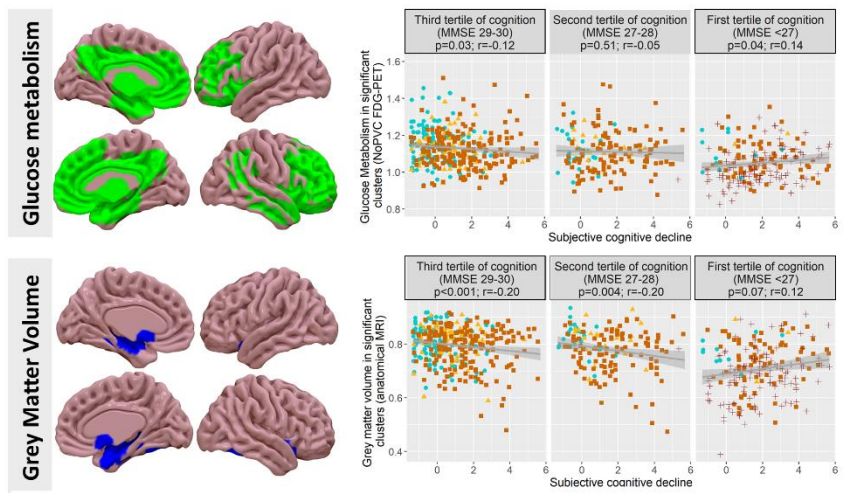 Glucose metabolism
Third tertile of cognition
(MMSE 29-30)
p=0.03; r=-0.12
Second tertile of cognition
(MMSE 27-28)
p=0.51; r=-0.05
First tertile of cognition
(MMSE <27)
p=0.04; r=0.14
Glucose Metabolism in significant
clusters (NoPVC FDG-PET)
1.6
1.4
1.2
1.0
0.8
0 2 4 6 0 2 4 6 0 2 4 6
Subjective cognitive decline
Grey Matter Volume
Third tertile of cognition
(MMSE 29-30)
p<0.001; r=-0.20
Second tertile of cognition
(MMSE 27-28)
p=0.004; r=-0.20
First tertile of cognition
(MMSE <27)
p=0.07; r=0.12
Grey matter volume in significant
clusters (anatomical MRI)
0.8
0.6
0.4
0 2 4 6 0 2 4 6 0 2 4 6
Subjective cognitive decline